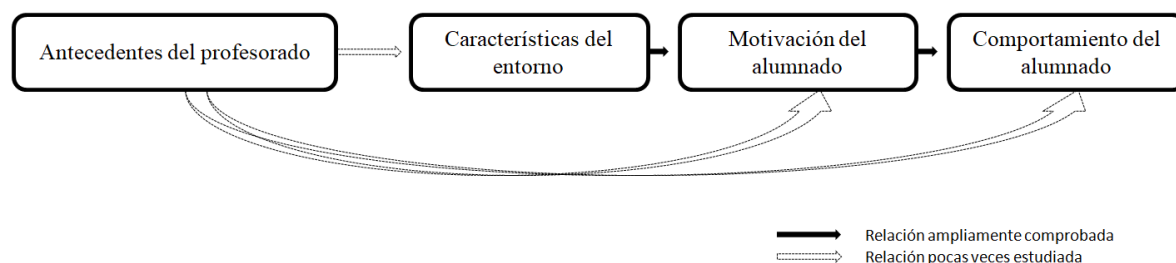 Antecedentes del profesorado
Características del
entorno
Motivación del
alumnado
Comportamiento del
alumnado
Relación ampliamente comprobada
Relación pocas veces estudiada